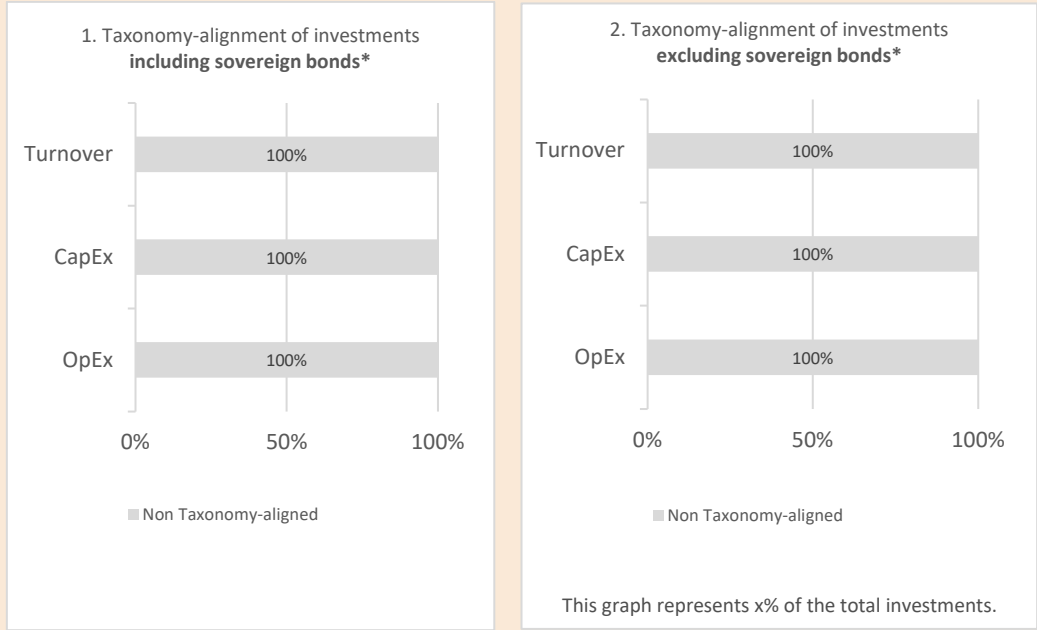 1. Taxonomy-alignment of investments
including sovereign bonds*
Turnover
100%
CapEx
100%
OpEx
100%
0%
50%
100%
Non Taxonomy-aligned
2. Taxonomy-alignment of investments
excluding sovereign bonds*
Turnover
100%
CapEx
100%
OpEx
100%
0%
50%
100%
Non Taxonomy-aligned
This graph represents x% of the total investments.